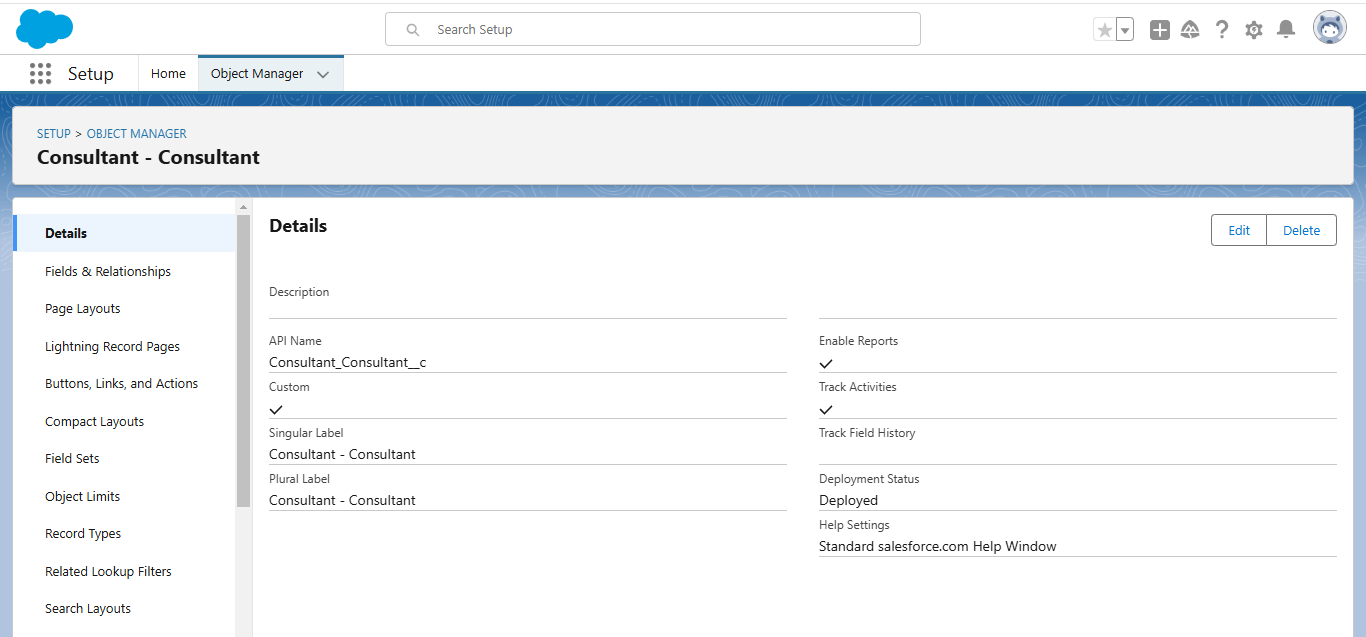 Search Setup
Setup
Home
Object Manager
SETUP > OBJECT MANAGER
Consultant - Consultant
Details
Fields & Relationships
Page Layouts
Lightning Record Pages
Buttons, Links, and Actions
Compact Layouts
Field Sets
Object Limits
Record Types
Related Lookup Filters
Search Layouts
Details
Edit
Delete
Description
API Name
Consultant_Consultant__c
Custom
Singular Label
Consultant - Consultant
Plural Label
Consultant - Consultant
Enable Reports
Track Activities
Track Field History
Deployment Status
Deployed
Help Settings
Standard salesforce.com Help Window